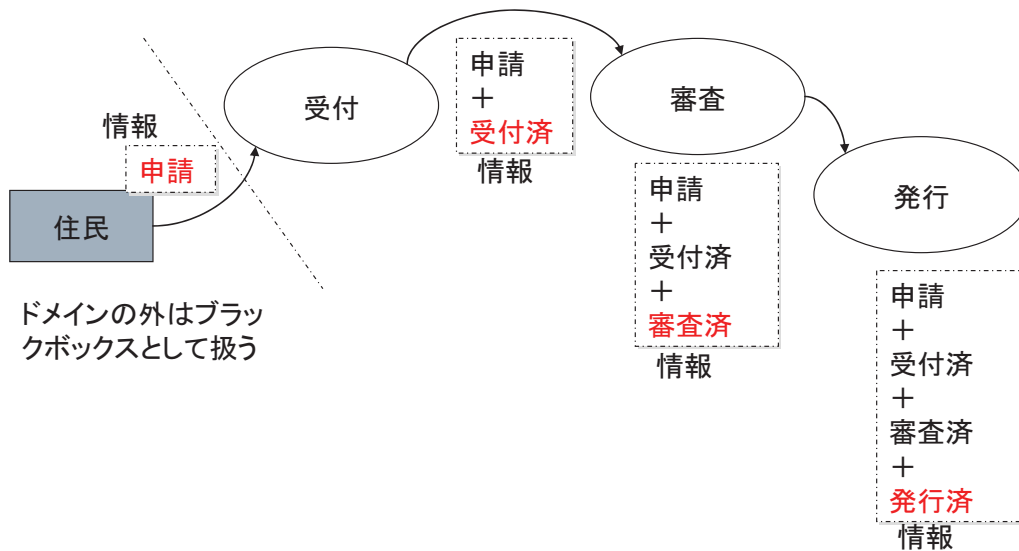 情報
申請
住民
ドメインの外はブラッ
クボックスとして扱う
受付
申請
+
受付済
情報
審査
申請
+
受付済
+
審査済
情報
発行
申請
+
受付済
+
審査済
+
発行済
情報